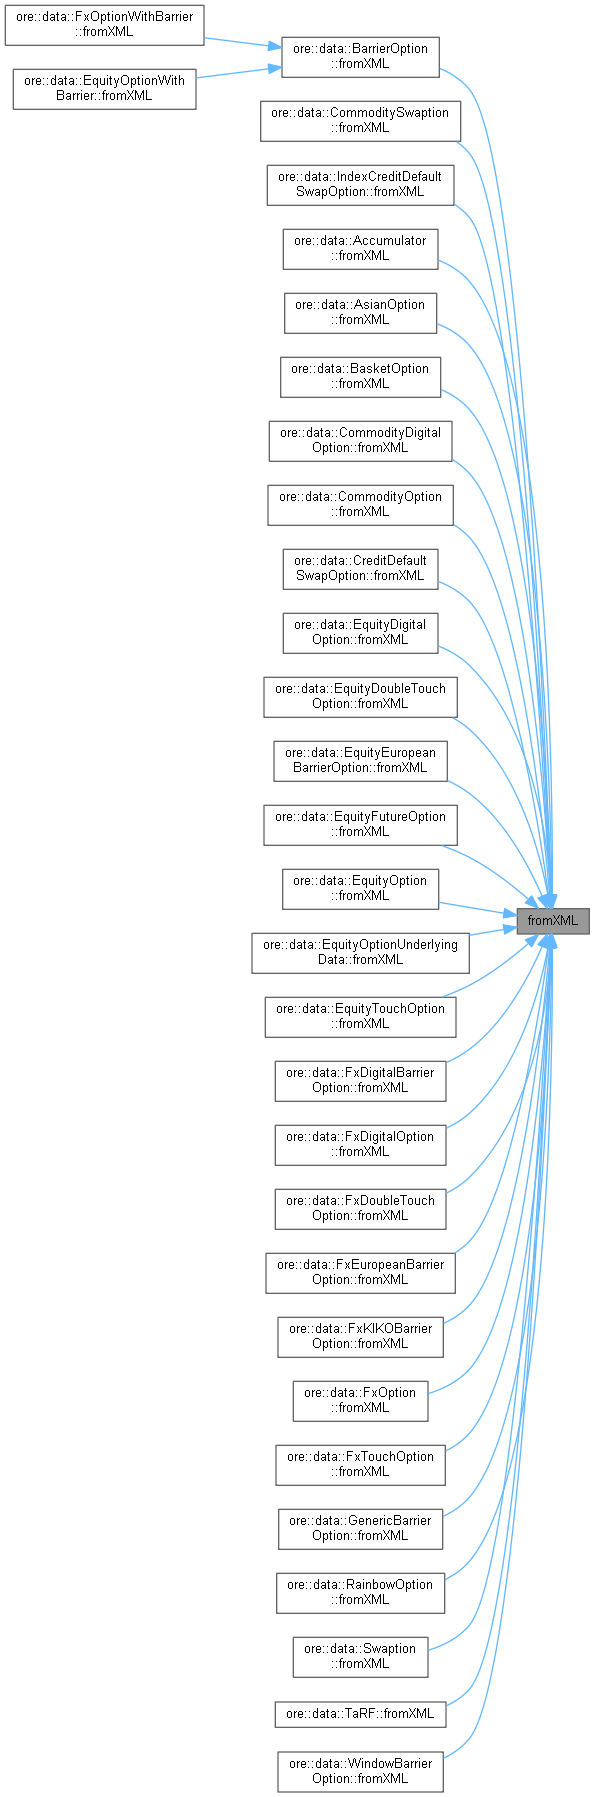 ore::data::FxOptionWithBarrier
::fromXML
ore::data::EquityOptionWith
Barrier::fromXML
ore::data::BarrierOption
::fromXML
ore::data::CommoditySwaption
::fromXML
ore::data::IndexCreditDefault
SwapOption::fromXML
ore::data::Accumulator
::fromXML
ore::data::AsianOption
::fromXML
ore::data::BasketOption
::fromXML
ore::data::CommodityDigital
Option::fromXML
ore::data::CommodityOption
::fromXML
ore::data::CreditDefault
SwapOption::fromXML
ore::data::EquityDigital
Option::fromXML
ore::data::EquityDoubleTouch
Option::fromXML
ore::data::EquityEuropean
BarrierOption::fromXML
ore::data::EquityFutureOption
::fromXML
ore::data::EquityOption
::fromXML
fromXML
ore::data::EquityOptionUnderlying
Data::fromXML
ore::data::EquityTouchOption
::fromXML
ore::data::FxDigitalBarrier
Option::fromXML
ore::data::FxDigitalOption
::fromXML
ore::data::FxDoubleTouch
Option::fromXML
ore::data::FxEuropeanBarrier
Option::fromXML
ore::data::FxKIKOBarrier
Option::fromXML
ore::data::FxOption
::fromXML
ore::data::FxTouchOption
::fromXML
ore::data::GenericBarrier
Option::fromXML
ore::data::RainbowOption
::fromXML
ore::data::Swaption
::fromXML
ore::data::TaRF::fromXML
ore::data::WindowBarrier
Option::fromXML